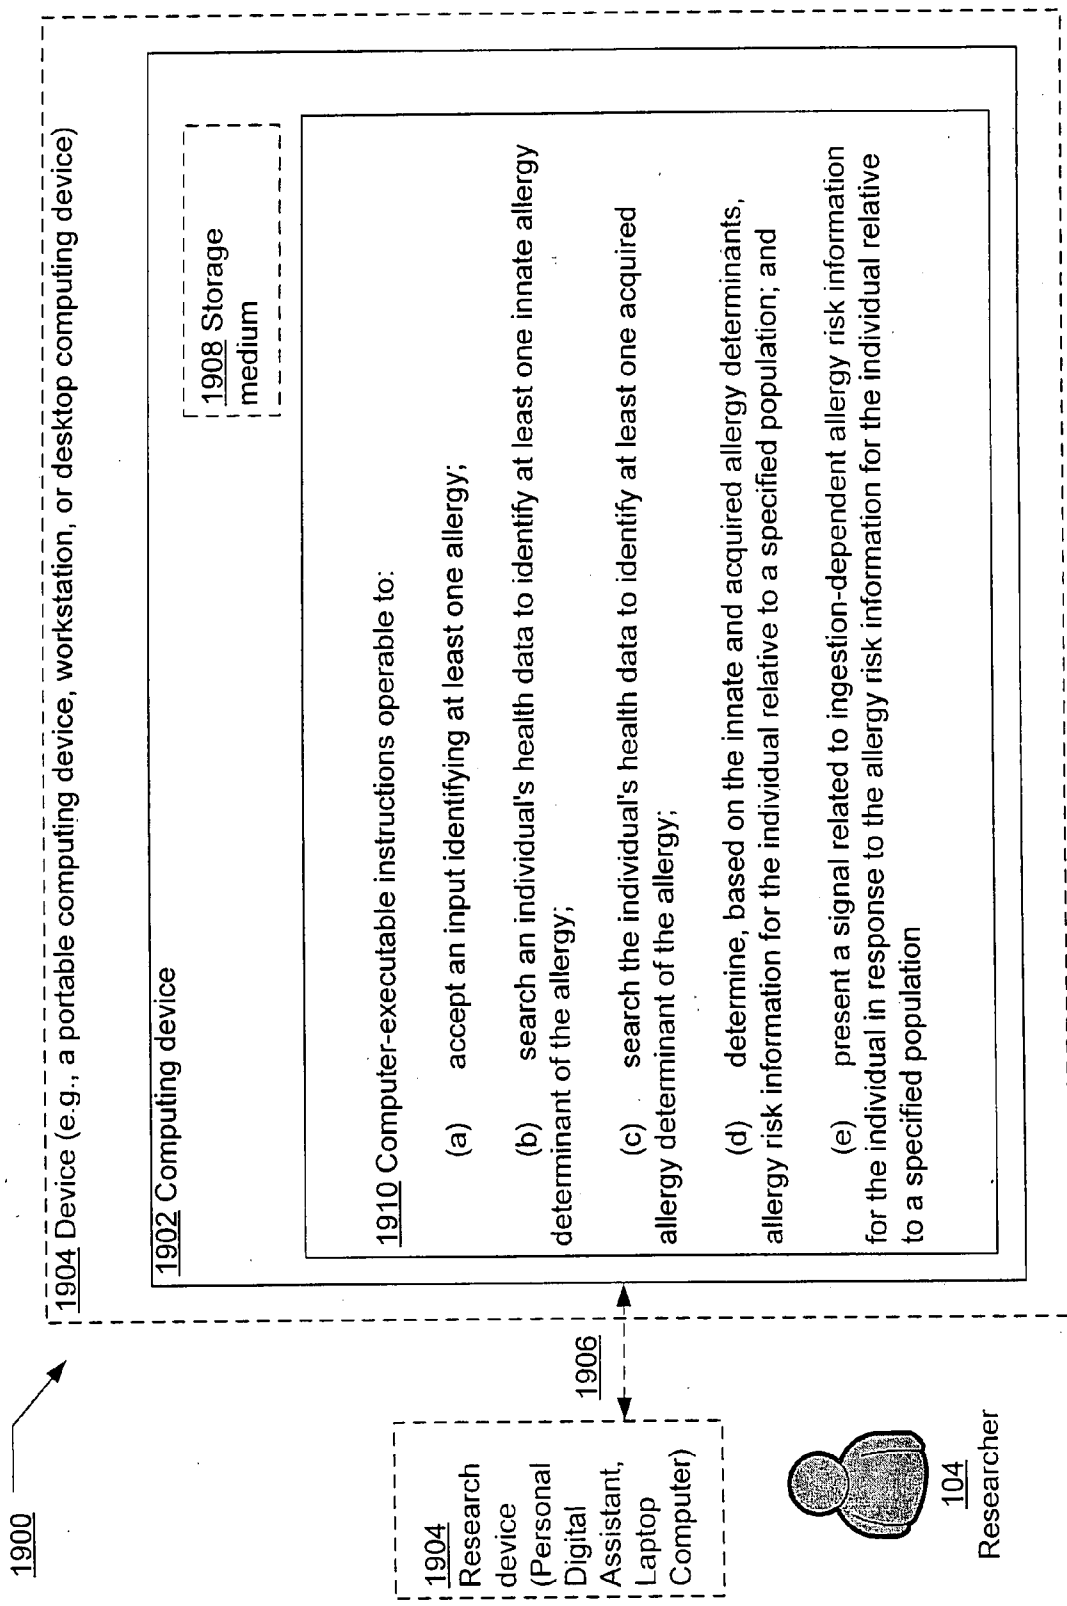 1900
1904 Device (e.g., a portable computing device, workstation, or desktop computing device)
1902 Computing device
1908 Storage
medium
1910 Computer-executable instructions operable to:
(a) accept an input identifying at least one allergy;
(b) search an individual's health data to identify at least one innate allergy
determinant of the allergy;
(c) search the individual's health data to identify at least one acquired
allergy determinant of the allergy;
(d) determine, based on the innate and acquired allergy determinants,
allergy risk information for the individual relative to a specified population; and
(e) present a signal related to ingestion-dependent allergy risk information
for the individual in response to the allergy risk information for the individual relative
to a specified population
1906
1904
Research
device
(Personal
Digital
Assistant,
Laptop
Computer)
104
Researcher